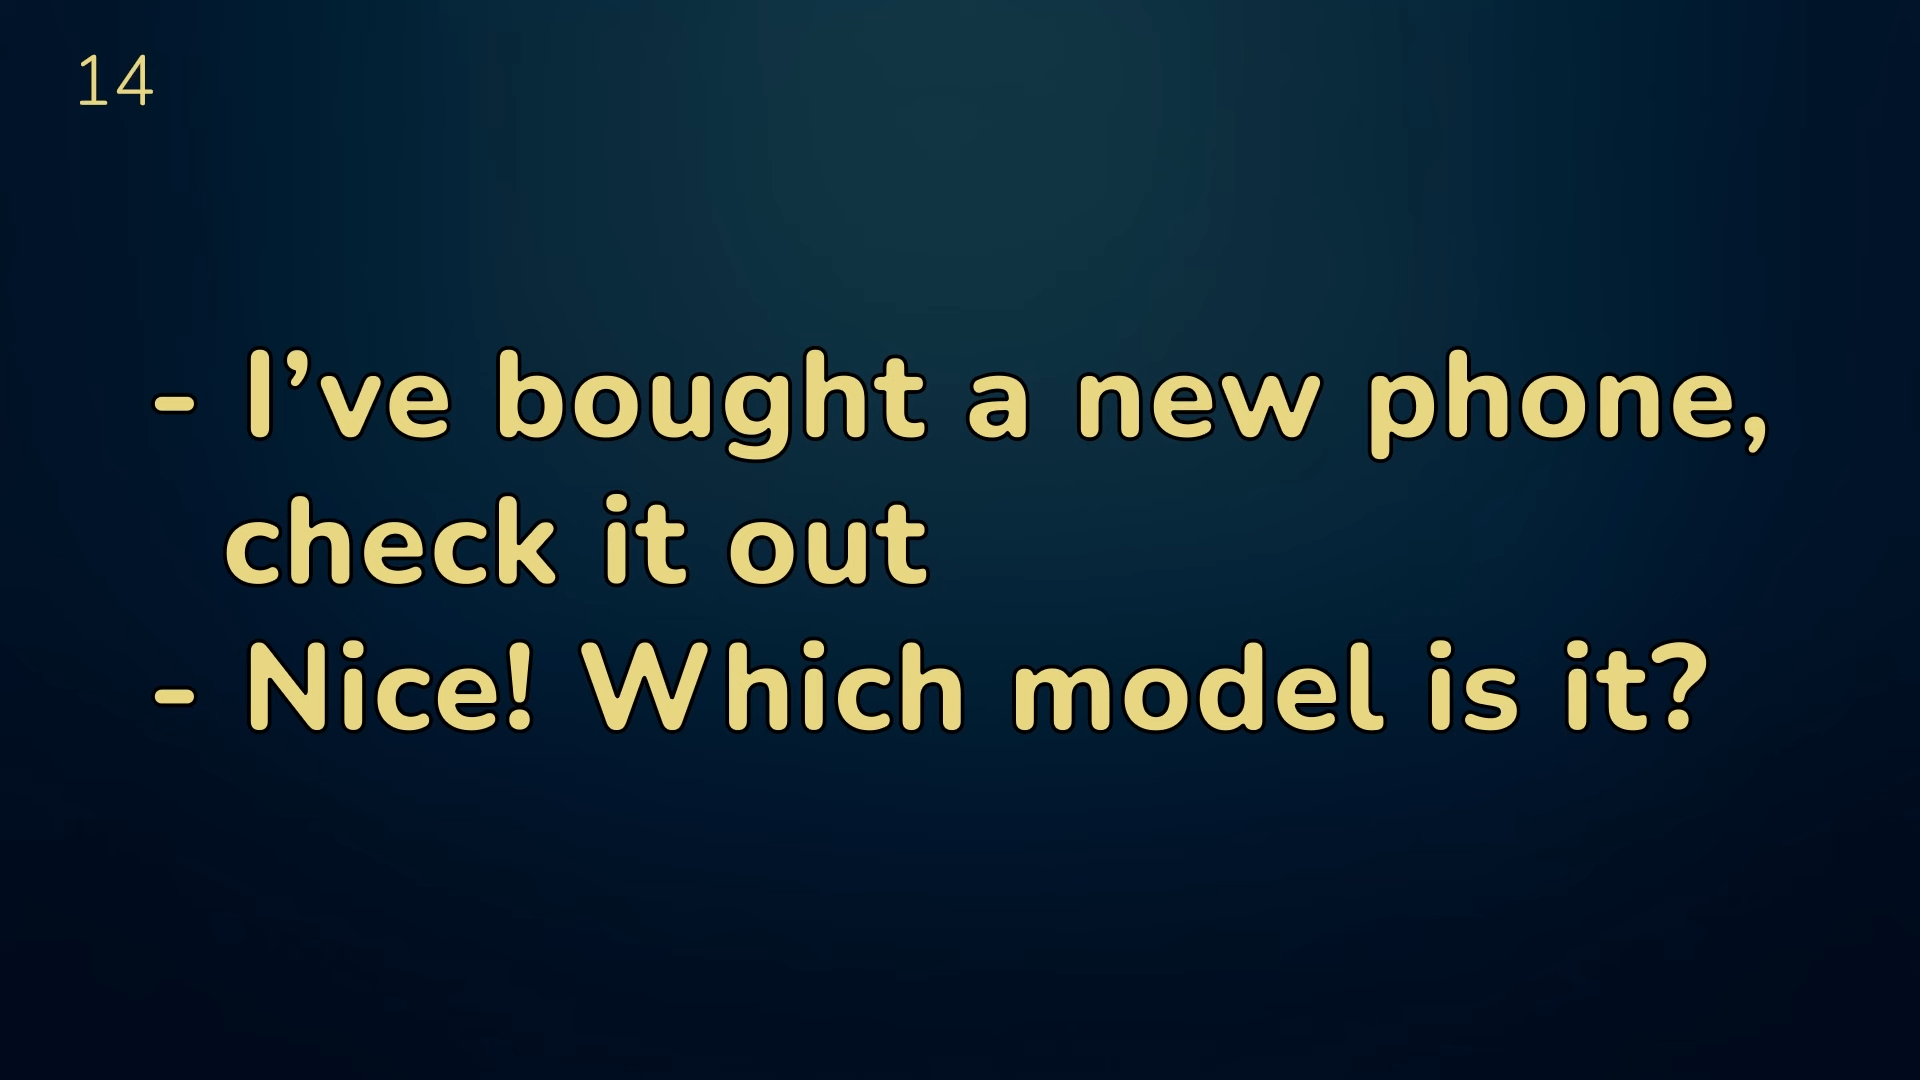 14
- I’ve bought a new phone,
check it out
- Nice! Which model is it?